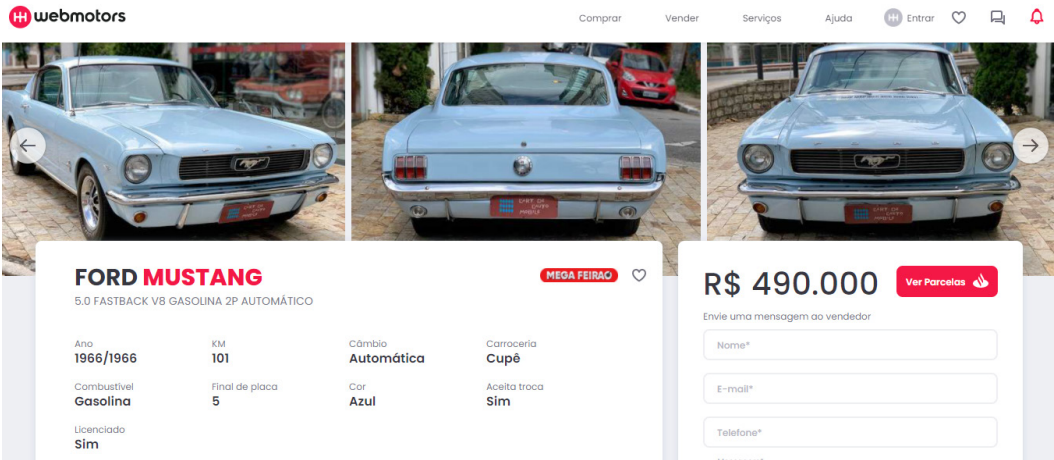 webmotors
Comprar Vender Serviços Ajuda Entrar
FORD MUSTANG
MEGA FEIRÃO
5.0 FASTBACK V8 GASOLINA 2P AUTOMÁTICO
Ano KM Câmbio Carroceria
1966/1966 101 Automática Cupê
Combustível Final de placa Cor Aceita troca
Gasolina 5 Azul Sim
Licenciado
Sim
R$ 490.000
Ver Parcelas
Envie uma mensagem ao vendedor
Nome*
E-mail*
Telefone*